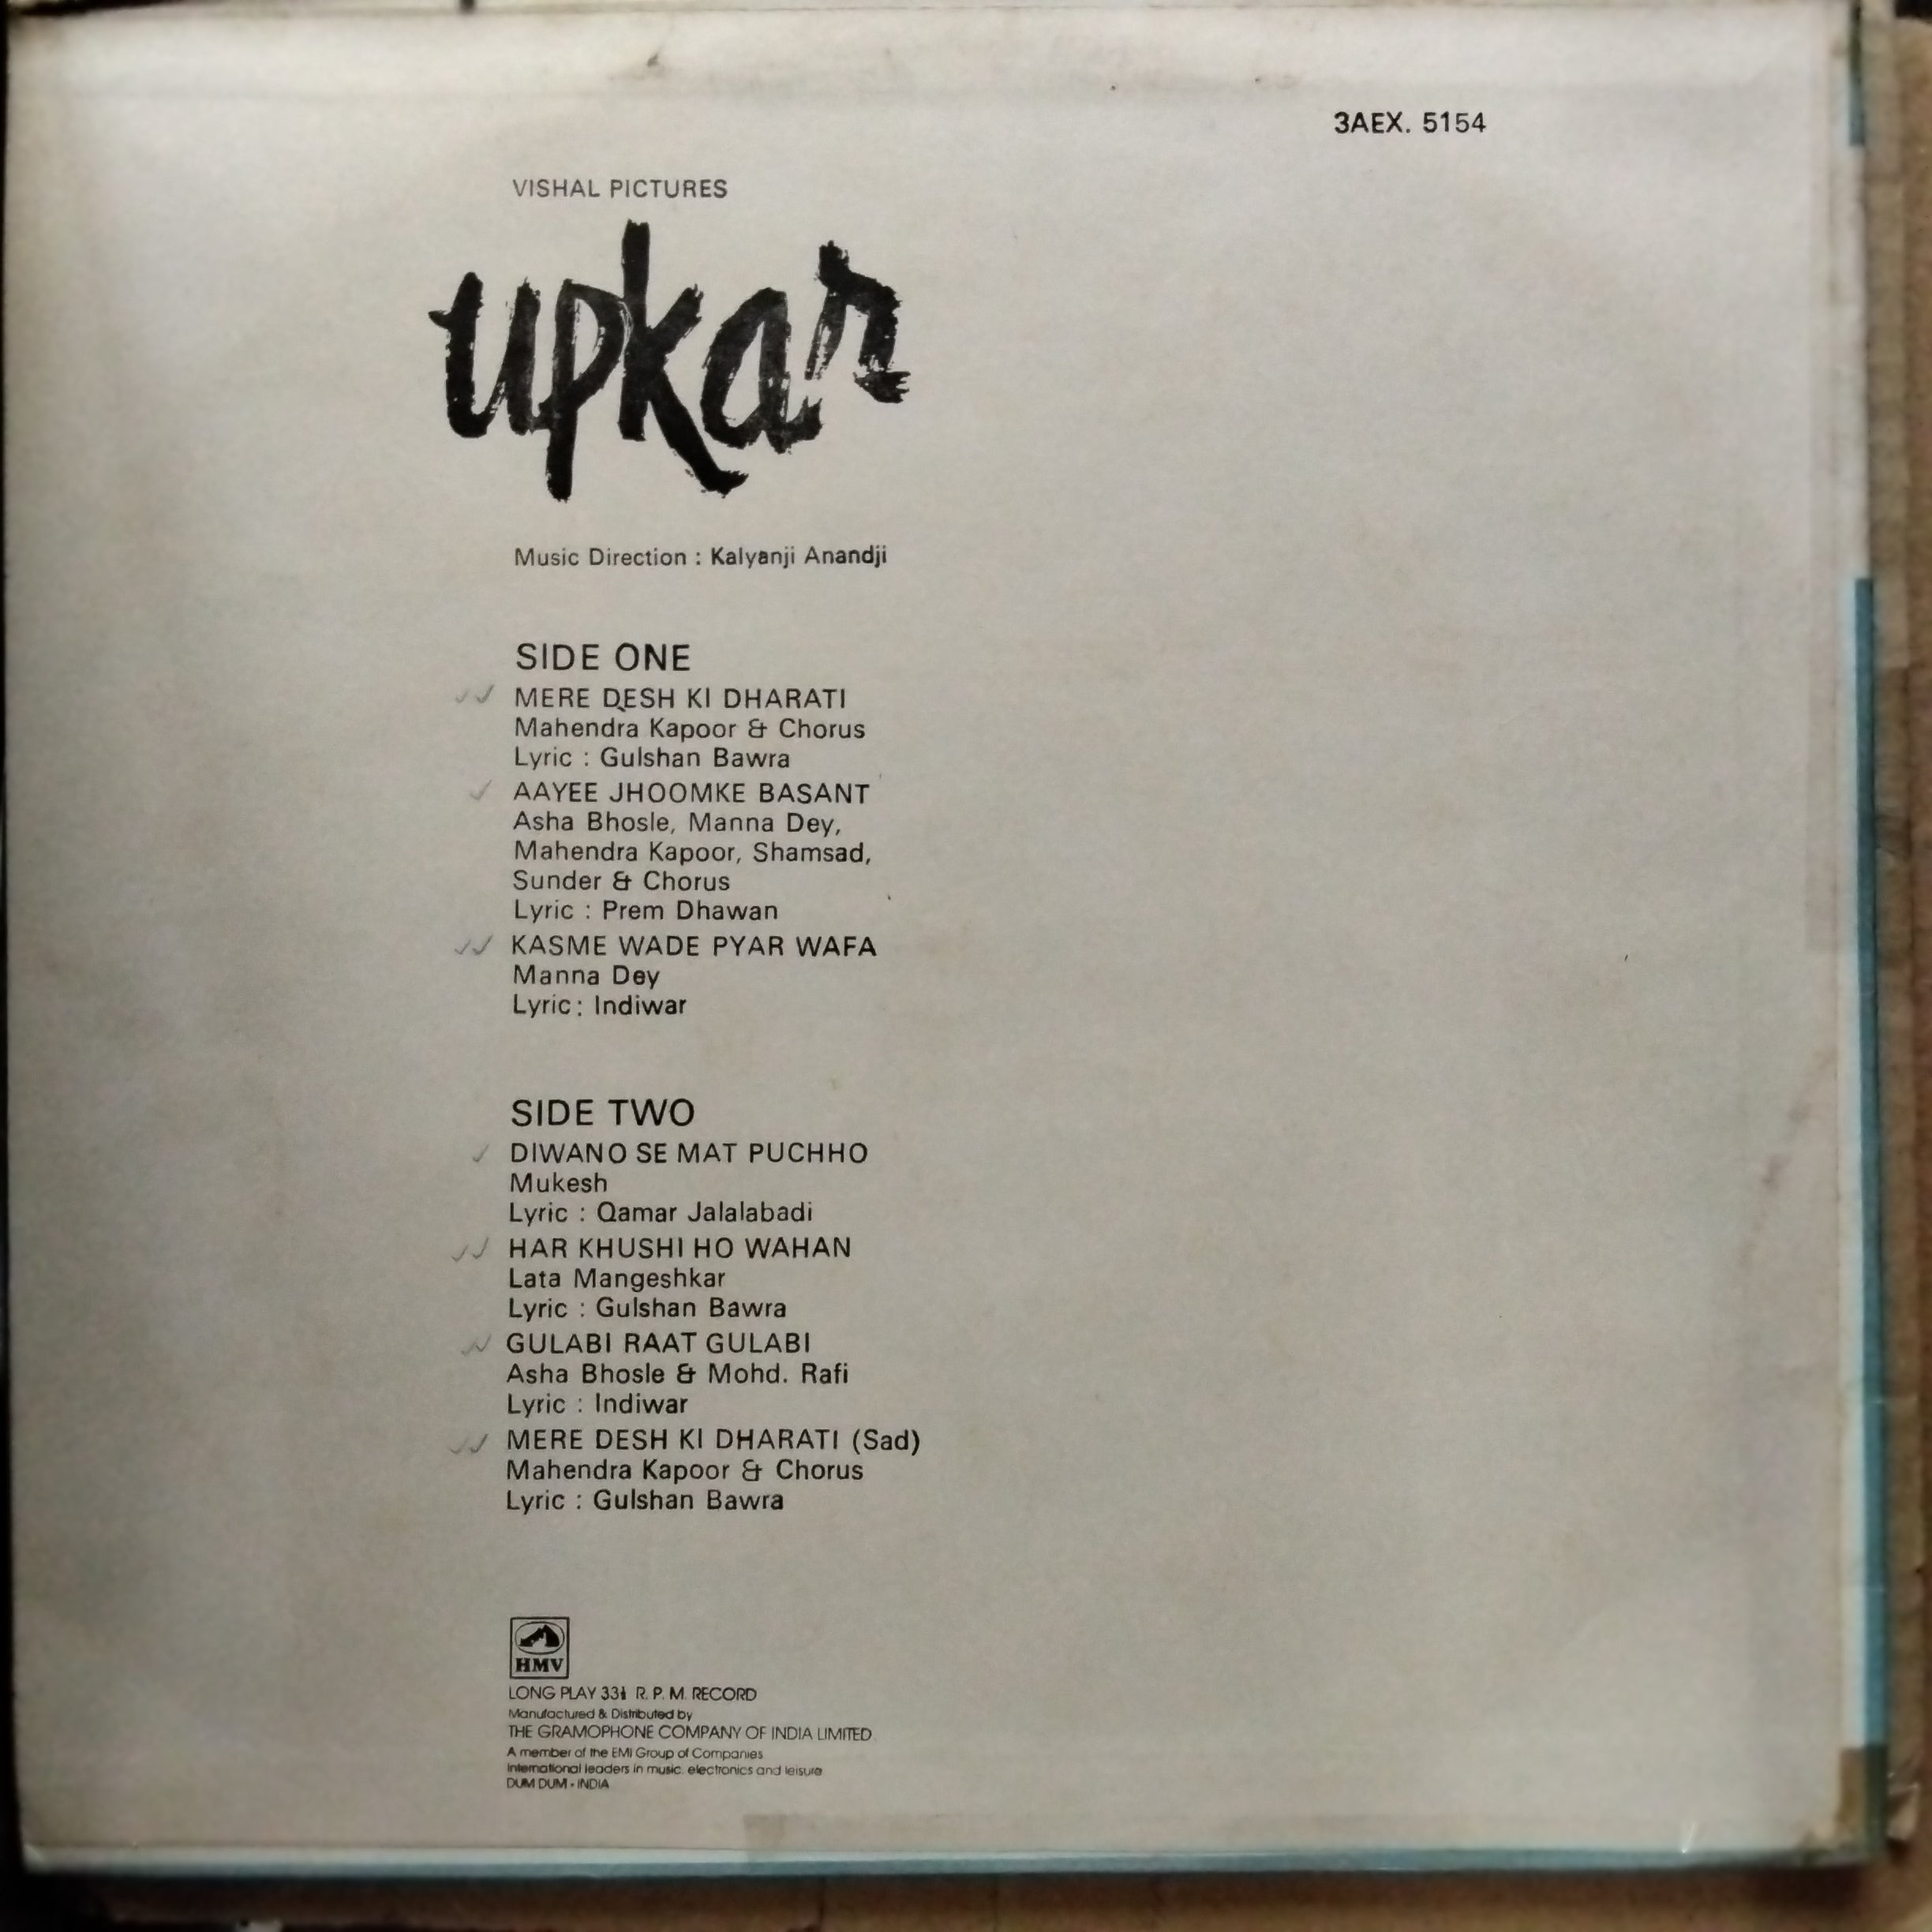 3AEX. 5154
VISHAL PICTURES
upkar
Music Direction : Kalyanji Anandji
SIDE ONE
MERE DESH KI DHARATI
Mahendra Kapoor & Chorus
Lyric : Gulshan Bawra
AAYEE JHOOMKE BASANT
Asha Bhosle, Manna Dey,
Mahendra Kapoor, Shamsad,
Sunder & Chorus
Lyric : Prem Dhawan
KASME WADE PYAR WAFA
Manna Dey
Lyric : Indiwar
SIDE TWO
DIWANO SE MAT PUCHHO
Mukesh
Lyric : Qamar Jalalabadi
HAR KHUSHI HO WAHAN
Lata Mangeshkar
Lyric : Gulshan Bawra
GULABI RAAT GULABI
Asha Bhosle & Mohd. Rafi
Lyric : Indiwar
MERE DESH KI DHARATI (Sad)
Mahendra Kapoor & Chorus
Lyric : Gulshan Bawra
HMV
LONG PLAY 33⅓ R. P. M. RECORD
Manufactured & Distributed by
THE GRAMOPHONE COMPANY OF INDIA LIMITED
A member of the EMI Group of Companies
International leaders in music, electronics and leisure
DUM DUM • INDIA